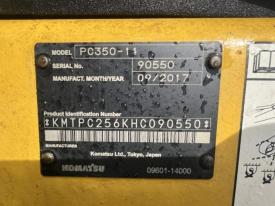 MODEL PC350-11
SERIAL NO. 90550
MANUFACT. MONTH/YEAR
09/2017
Product Identification Number
*KMTPC256KHC090550*
MANUFACTURER
Komatsu Ltd., Tokyo, Japan
KOMATSU
09601-14000